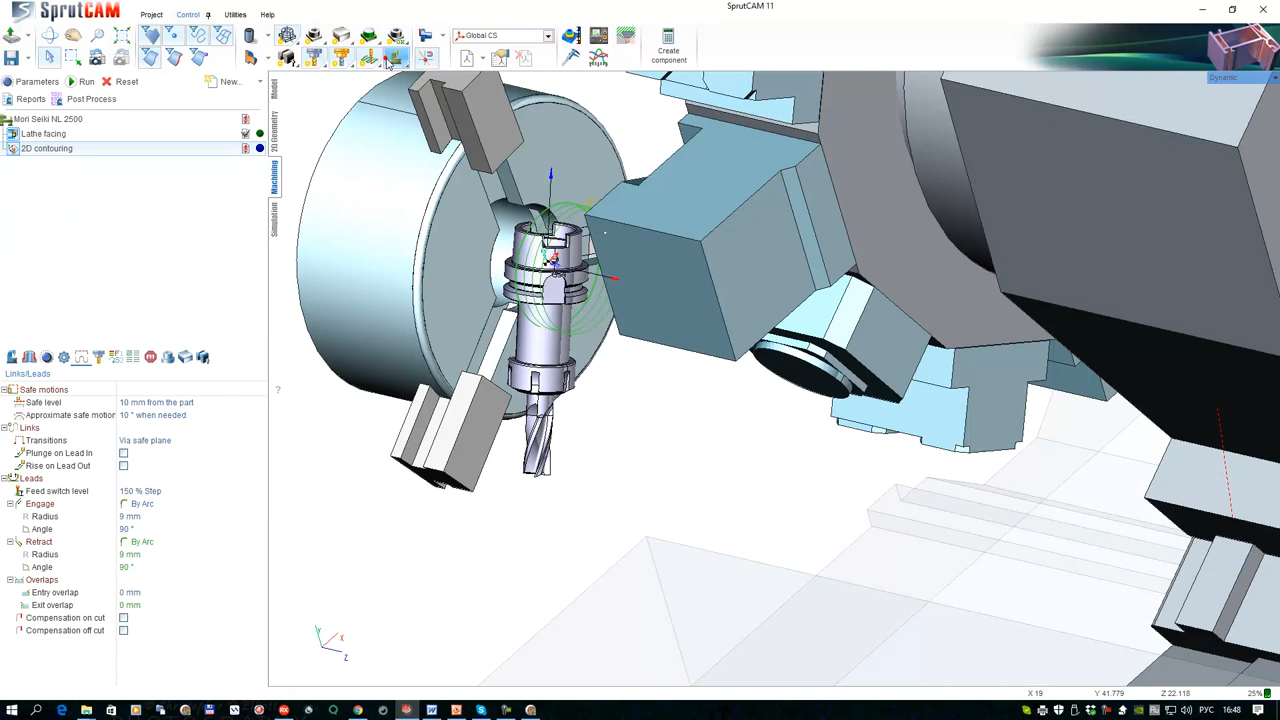 SprutCAM
Project
Control
Utilities
Help
SprutCAM 11
Global CS
Create
component
Parameters
Run
Reset
New...
Dynamic
Reports
Post Process
Mori Seiki NL 2500
Lathe facing
2D contouring
Model
2D Geometry
Machining
Simulation
Links/Leads
Safe motions
Safe level 10 mm from the part
Approximate safe motion 10 ° when needed
Links
Transitions Via safe plane
Plunge on Lead In
Rise on Lead Out
Leads
Feed switch level 150 % Step
Engage By Arc
Radius 9 mm
Angle 90 °
Retract By Arc
Radius 9 mm
Angle 90 °
Overlaps
Entry overlap 0 mm
Exit overlap 0 mm
Compensation on cut
Compensation off cut
?
Y
X
Z
X 19
Y 41.779
Z 22.118
25%
РУС
16:48